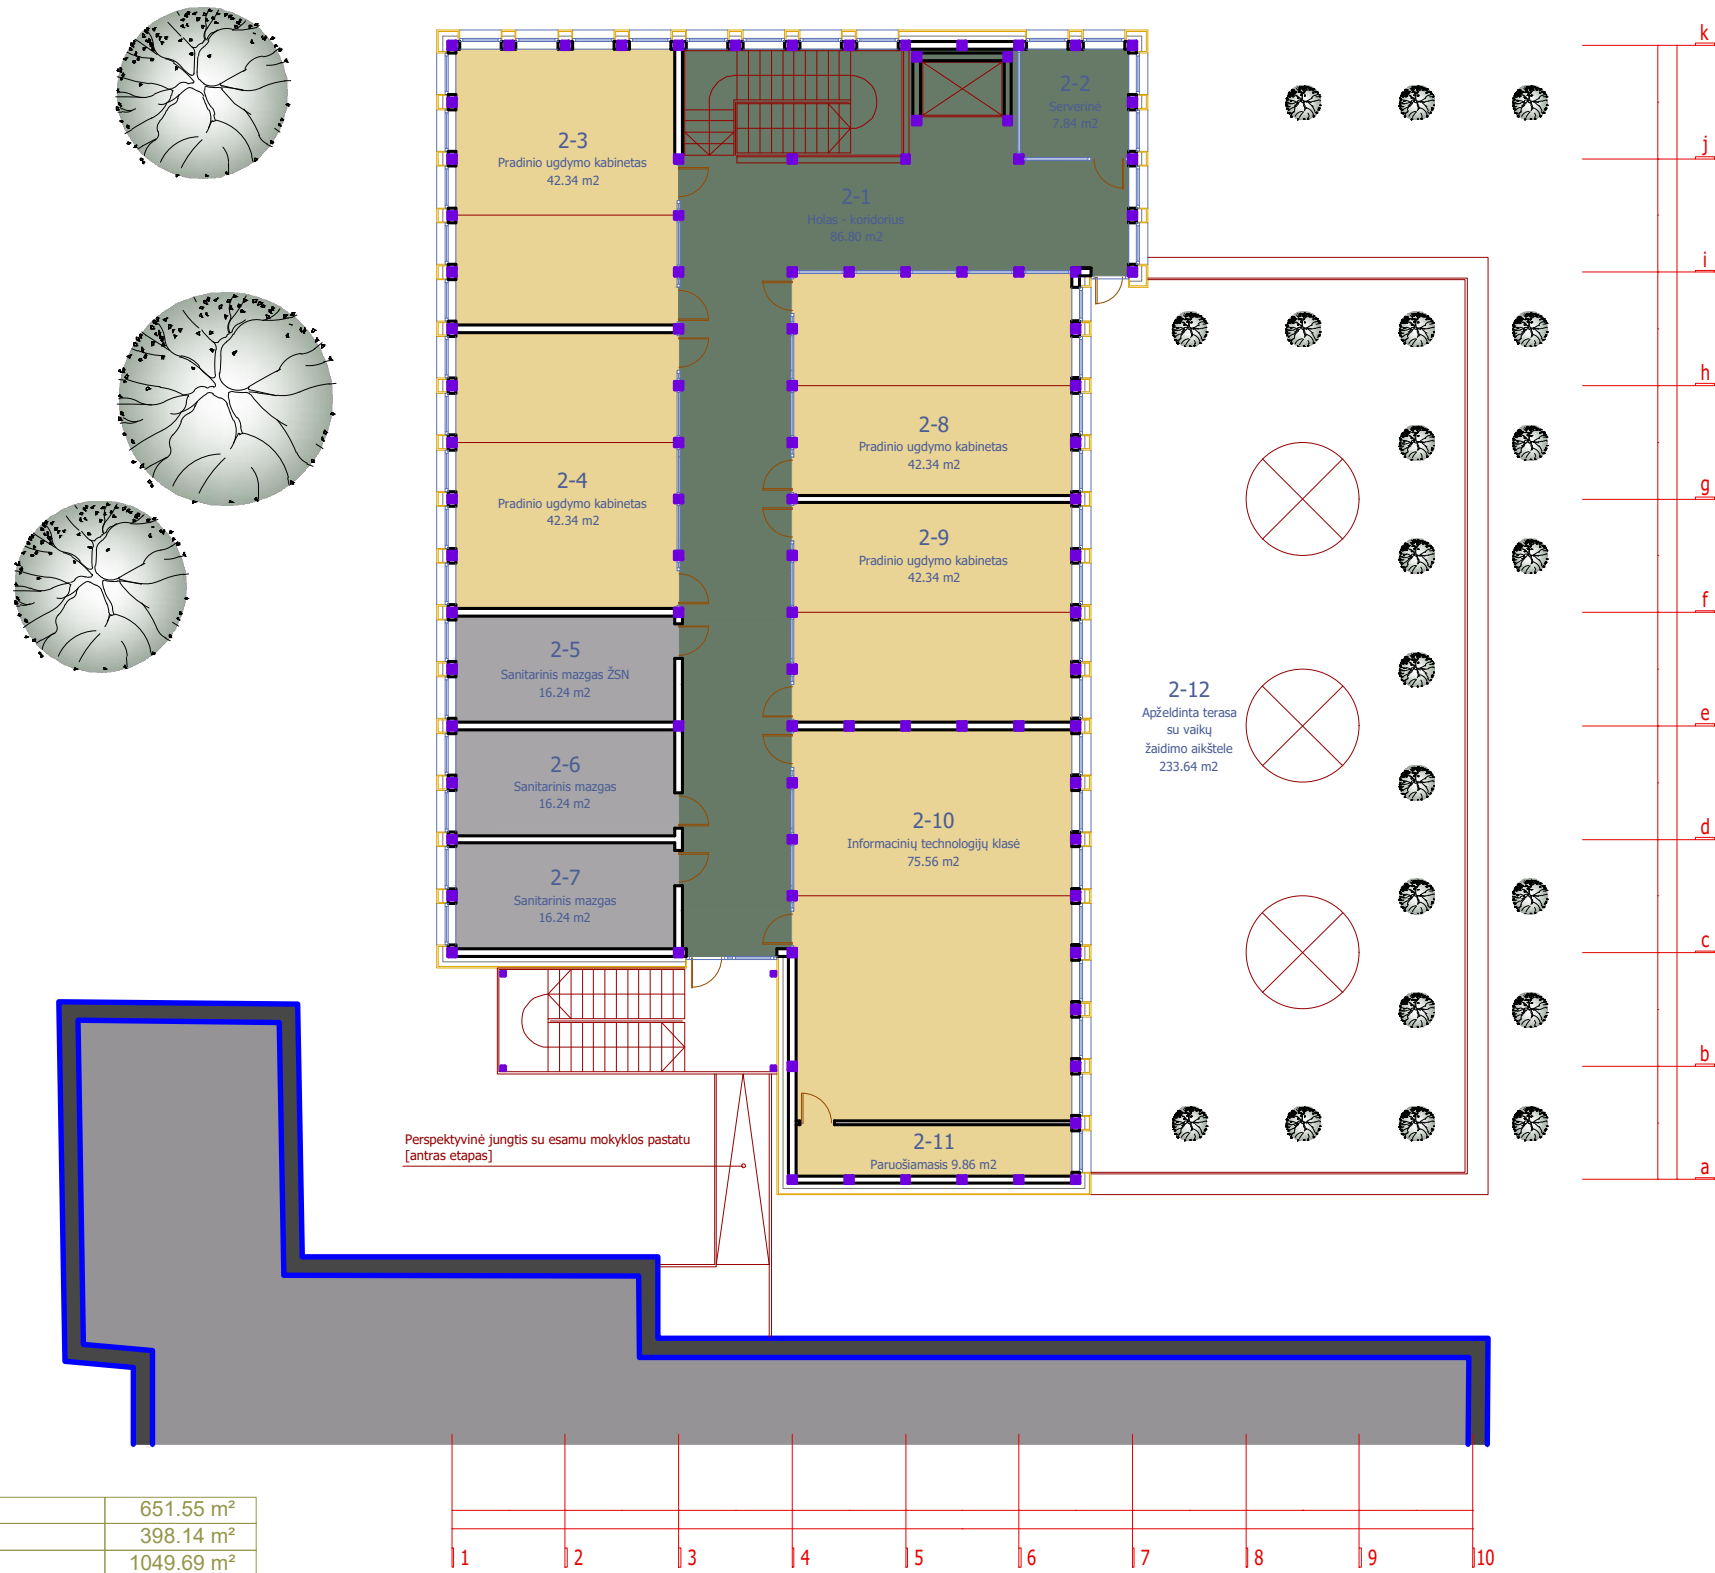 k
2-2
Serverinė
7.84 m2
2-3
Pradinio ugdymo kabinetas
42.34 m2
j
2-1
Holas - koridorius
86.80 m2
i
h
2-8
Pradinio ugdymo kabinetas
42.34 m2
2-4
Pradinio ugdymo kabinetas
42.34 m2
g
2-9
Pradinio ugdymo kabinetas
42.34 m2
f
2-5
Sanitarinis mazgas ŽSN
16.24 m2
2-12
Apželdinta terasa
su vaikų
žaidimo aikštele
233.64 m2
e
2-6
Sanitarinis mazgas
16.24 m2
2-10
Informacinių technologijų klasė
75.56 m2
d
2-7
Sanitarinis mazgas
16.24 m2
c
b
Perspektyvinė jungtis su esamu mokyklos pastatu
[antras etapas]
2-11
Paruošiamasis 9.86 m2
a
651.55 m²
398.14 m²
1049.69 m²
1 2 3 4 5 6 7 8 9 10